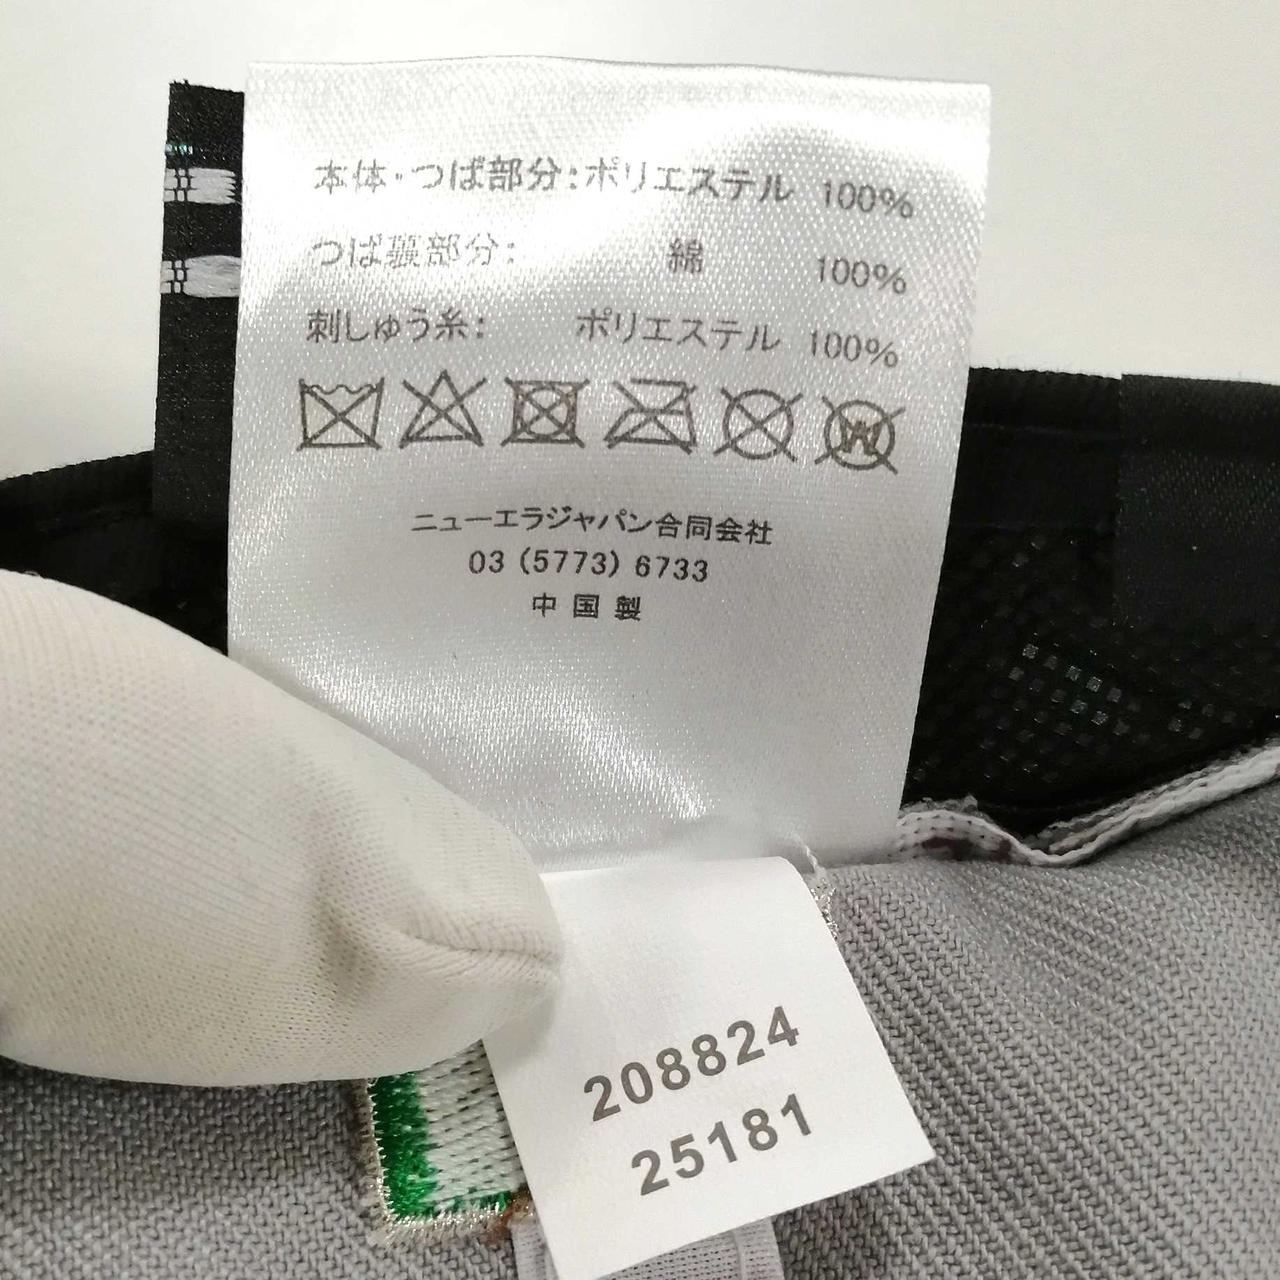 本体・つば部分:ポリエステル 100%
つば裏部分: 綿 100%
刺しゅう糸: ポリエステル 100%
W
ニューエラジャパン合同会社
03 (5773) 6733
中国製
208824
25181